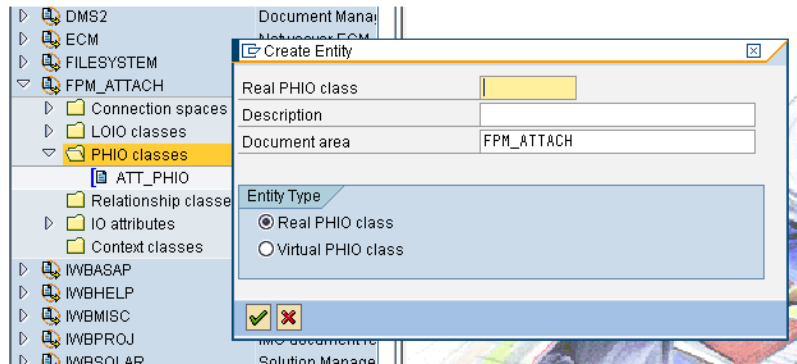 DMS2 Document Mana
ECM
Create Entity
FILESYSTEM
FPM_ATTACH
Real PHIO class
Connection spaces
Description
LOIO classes
Document area FPM_ATTACH
PHIO classes
ATT_PHIO
Entity Type
Relationship classe
Real PHIO class
IO attributes
Virtual PHIO class
Context classes
IWBASAP
IWBHELP
IWBMISC
IWBPROJ
IWBSOLAR Solution Manage